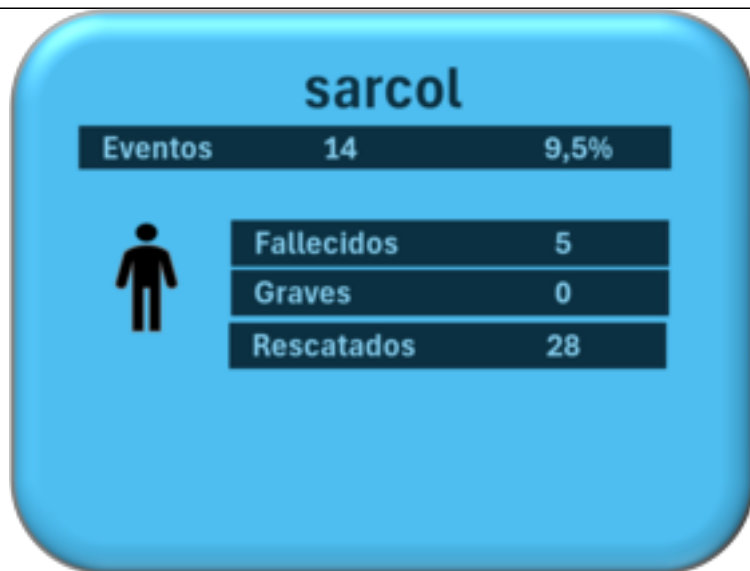 sarcol
Eventos 14 9,5%
Fallecidos 5
Graves 0
Rescatados 28